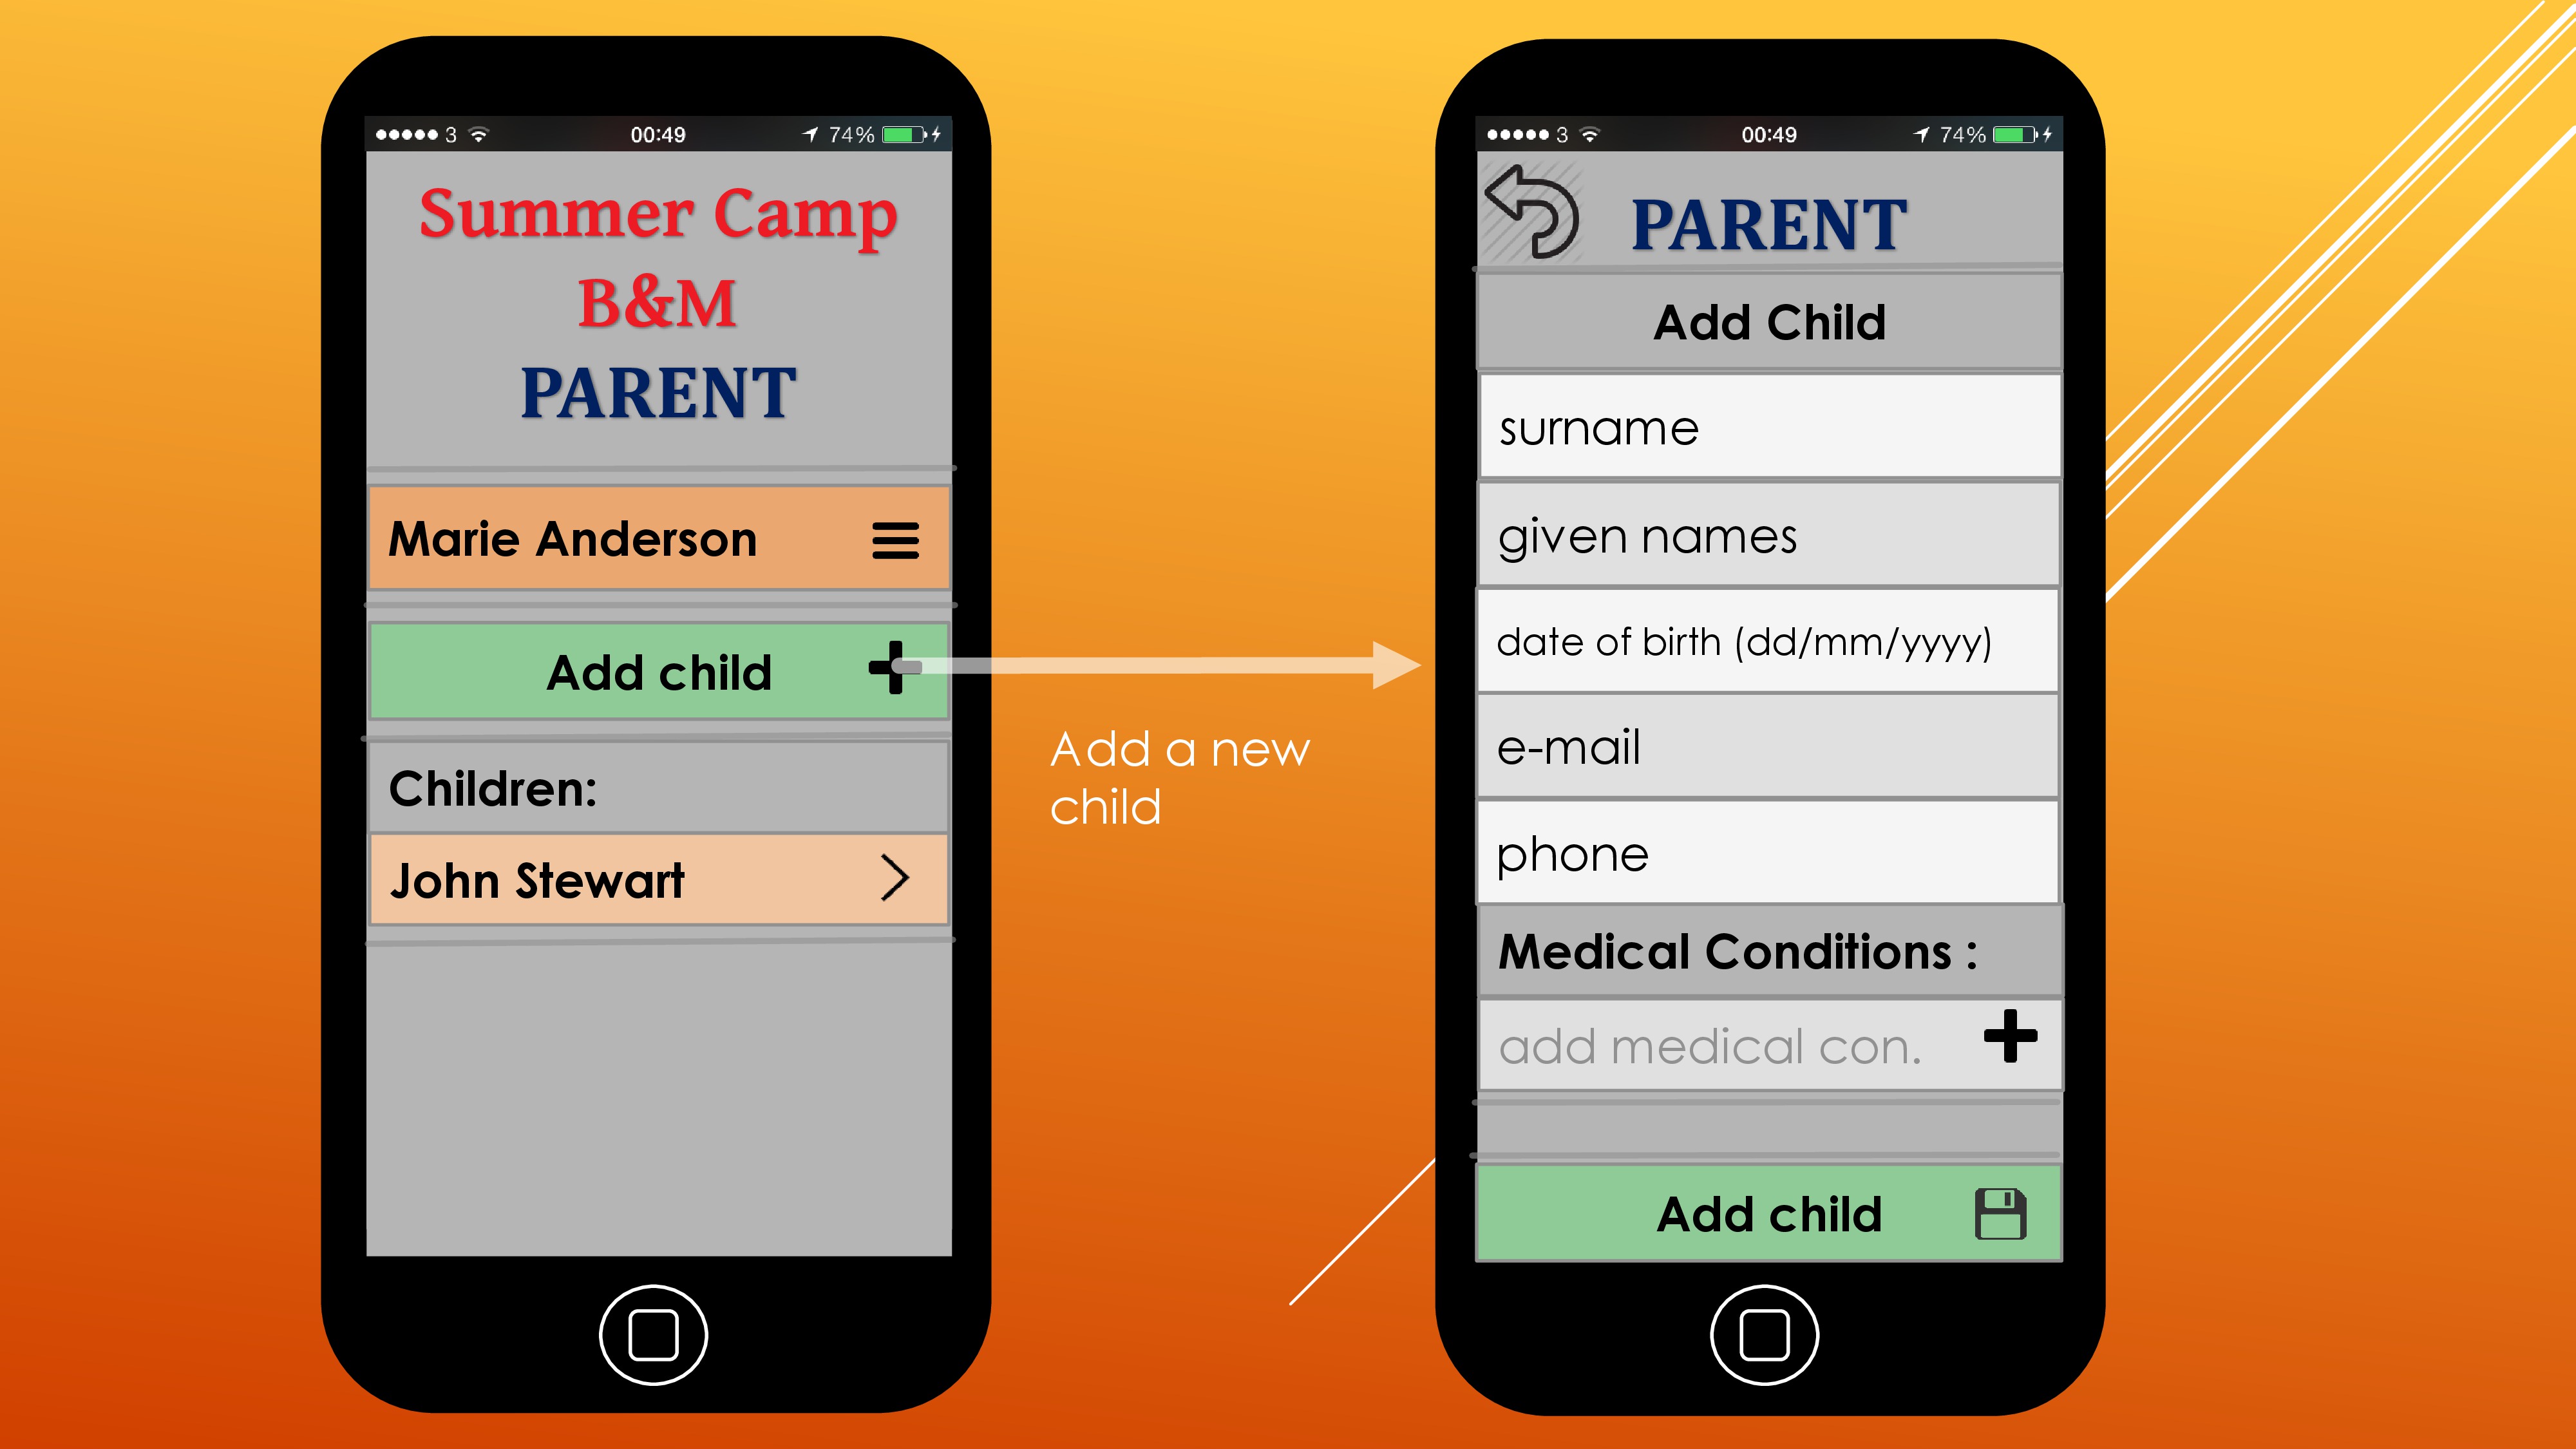 3 00:49 74%
Summer Camp
B&M
PARENT
Marie Anderson
Add child
Children:
John Stewart
Add a new
child
3 00:49 74%
PARENT
Add Child
surname
given names
date of birth (dd/mm/yyyy)
e-mail
phone
Medical Conditions :
add medical con.
Add child